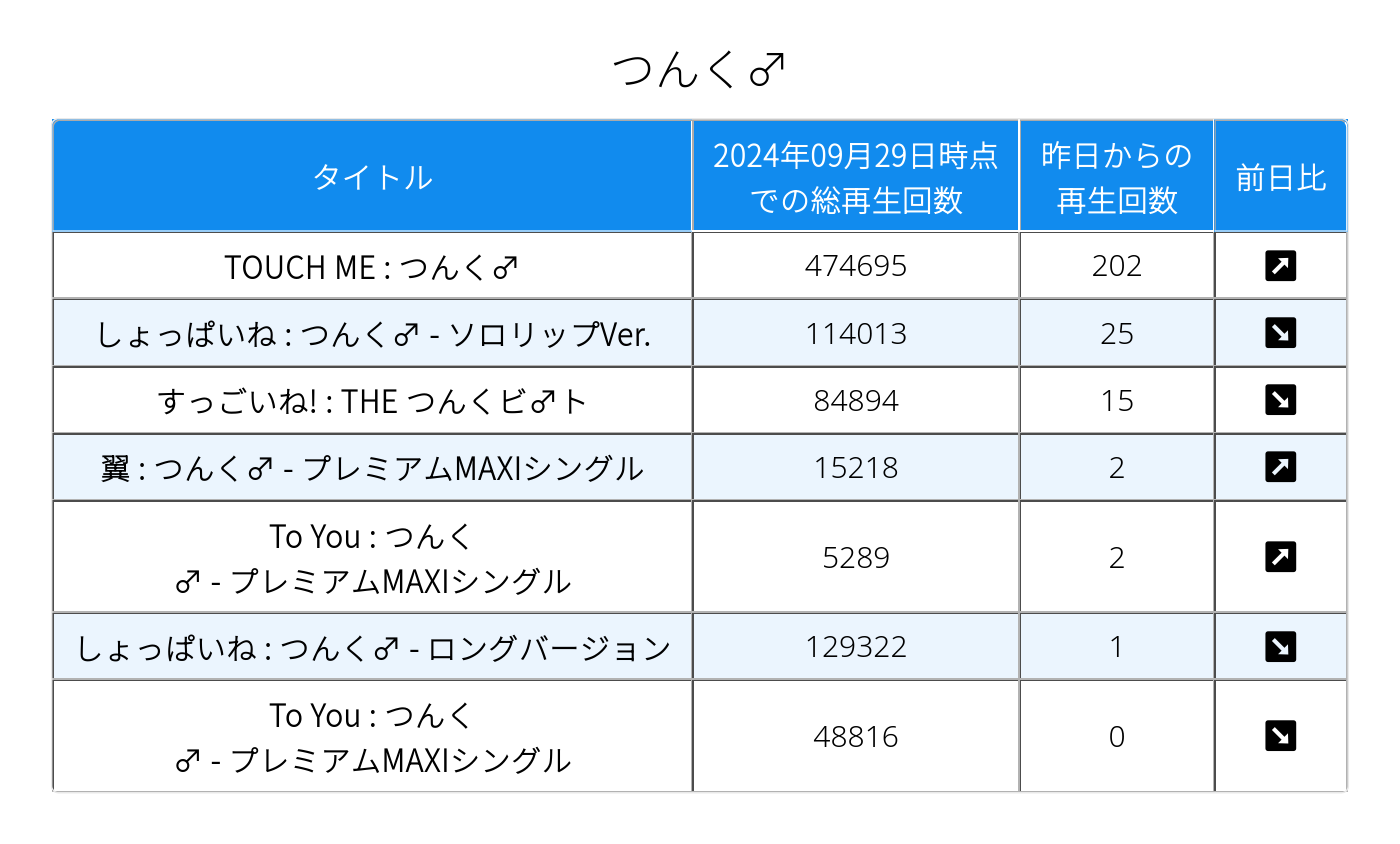 つんく♂
タイトル
2024年09月29日時点
での総再生回数
昨日からの
再生回数
前日比
TOUCH ME : つんく♂
474695
202
↗
しょっぱいね : つんく♂ - ソロリップVer.
114013
25
↘
すっごいね! : THE つんくビ♂ト
84894
15
↘
翼 : つんく♂ - プレミアムMAXIシングル
15218
2
↗
To You : つんく
♂ - プレミアムMAXIシングル
5289
2
↗
しょっぱいね : つんく♂ - ロングバージョン
129322
1
↘
To You : つんく
♂ - プレミアムMAXIシングル
48816
0
↘